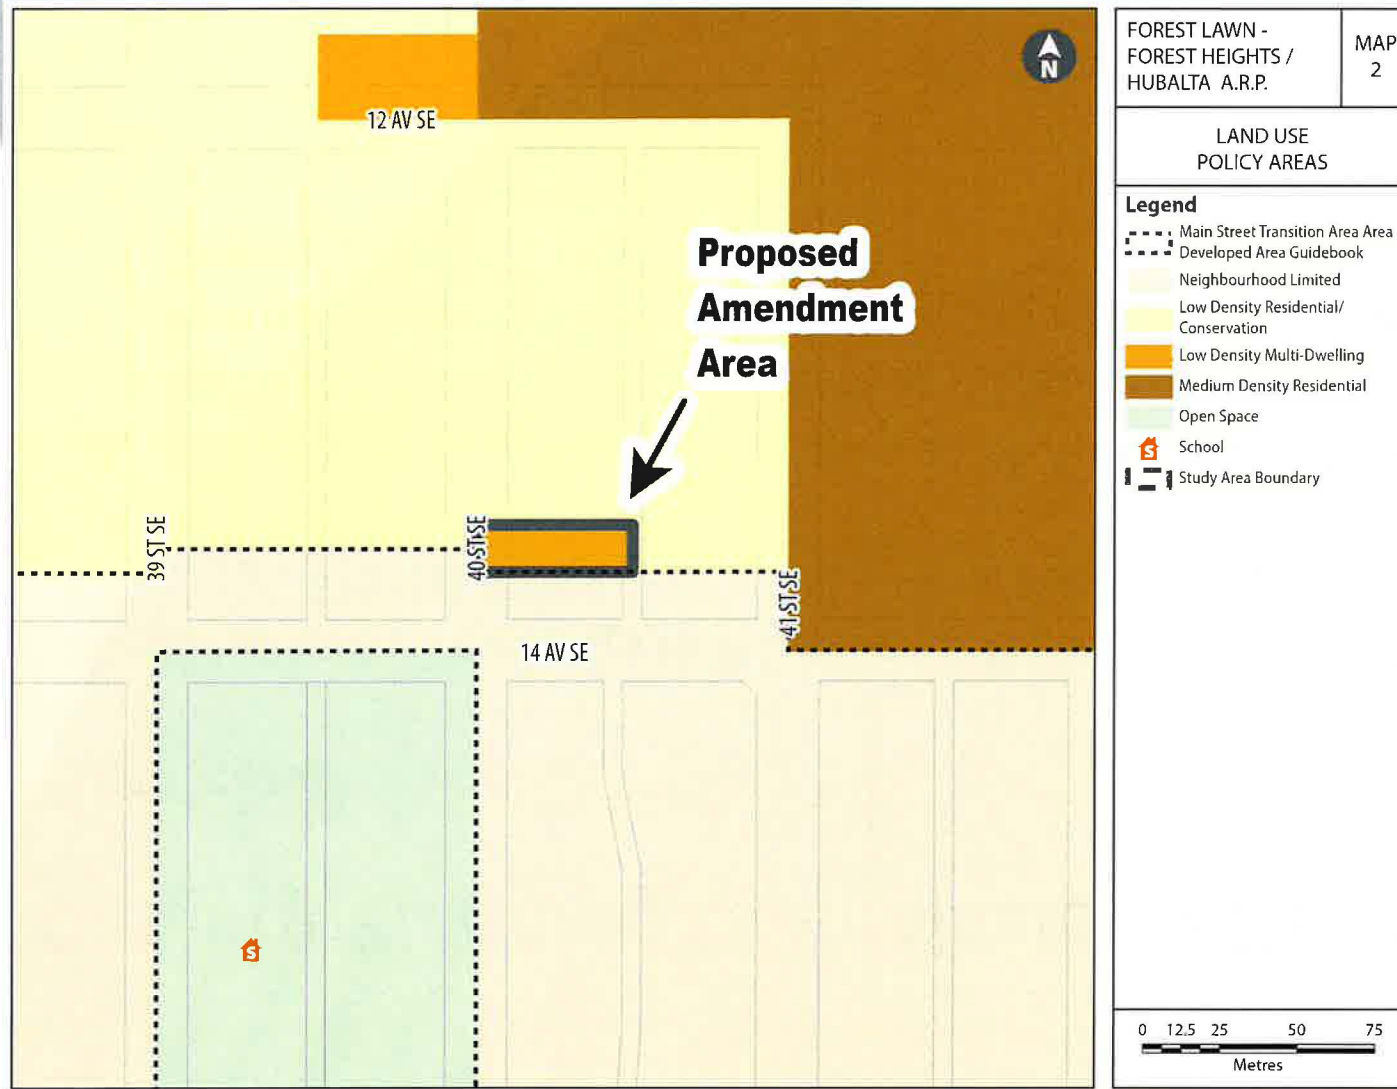 12 AV SE
N
Proposed
Amendment
Area
39 ST SE
40 ST SE
41 ST SE
14 AV SE
S
FOREST LAWN -
FOREST HEIGHTS /
HUBALTA A.R.P.
MAP
2
LAND USE
POLICY AREAS
Legend
Main Street Transition Area Area
Developed Area Guidebook
Neighbourhood Limited
Low Density Residential/
Conservation
Low Density Multi-Dwelling
Medium Density Residential
Open Space
S School
Study Area Boundary
0 12.5 25 50 75
Metres